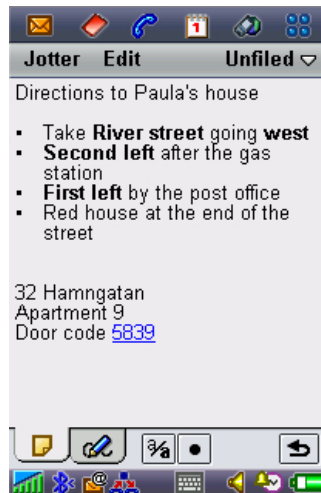 1
Jotter Edit Unfiled
Directions to Paula's house
▪ Take River street going west
▪ Second left after the gas
station
▪ First left by the post office
▪ Red house at the end of the
street
32 Hamngatan
Apartment 9
Door code 5839
³⁄a